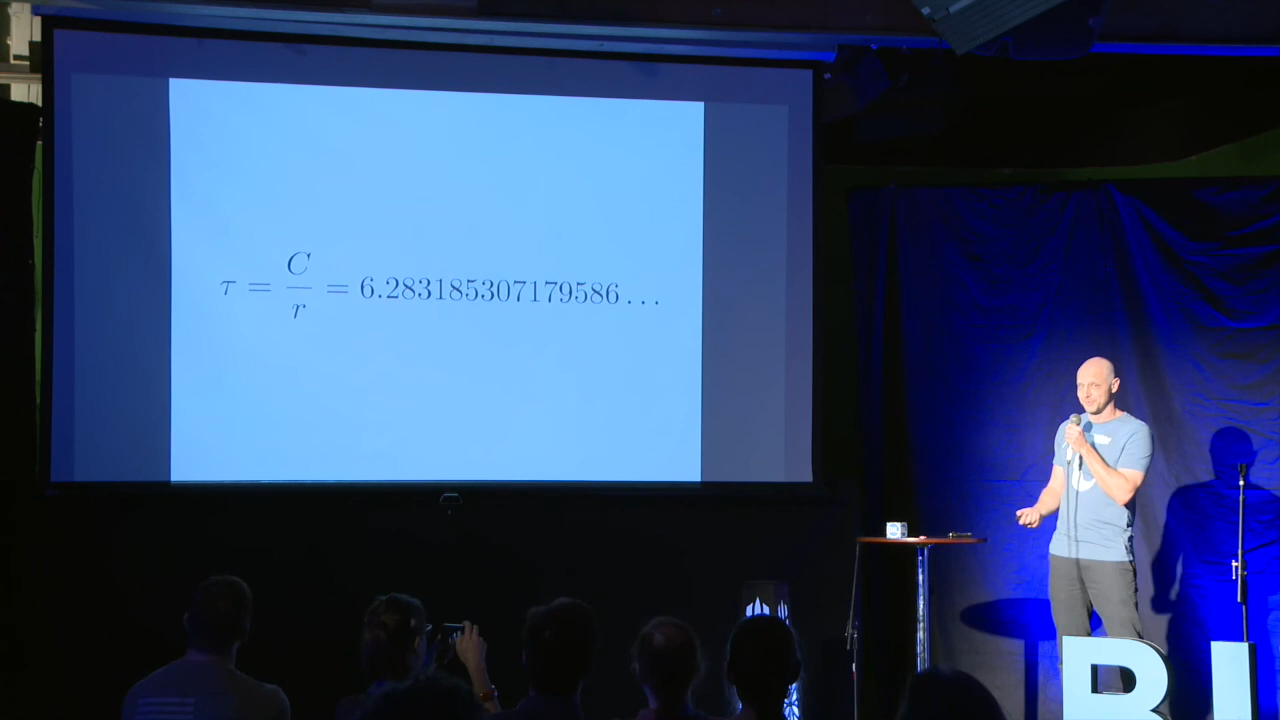 τ = C/r = 6.283185307179586...